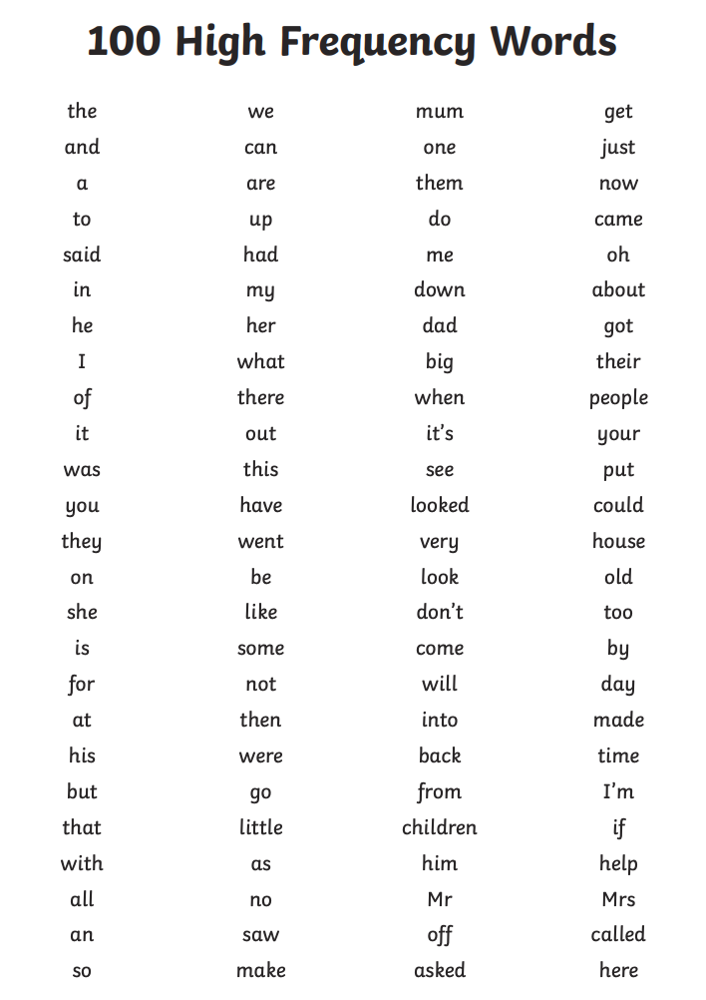 100 High Frequency Words
the we mum get
and can one just
a are them now
to up do came
said had me oh
in my down about
he her dad got
I what big their
of there when people
it out it’s your
was this see put
you have looked could
they went very house
on be look old
she like don’t too
is some come by
for not will day
at then into made
his were back time
but go from I’m
that little children if
with as him help
all no Mr Mrs
an saw off called
so make asked here